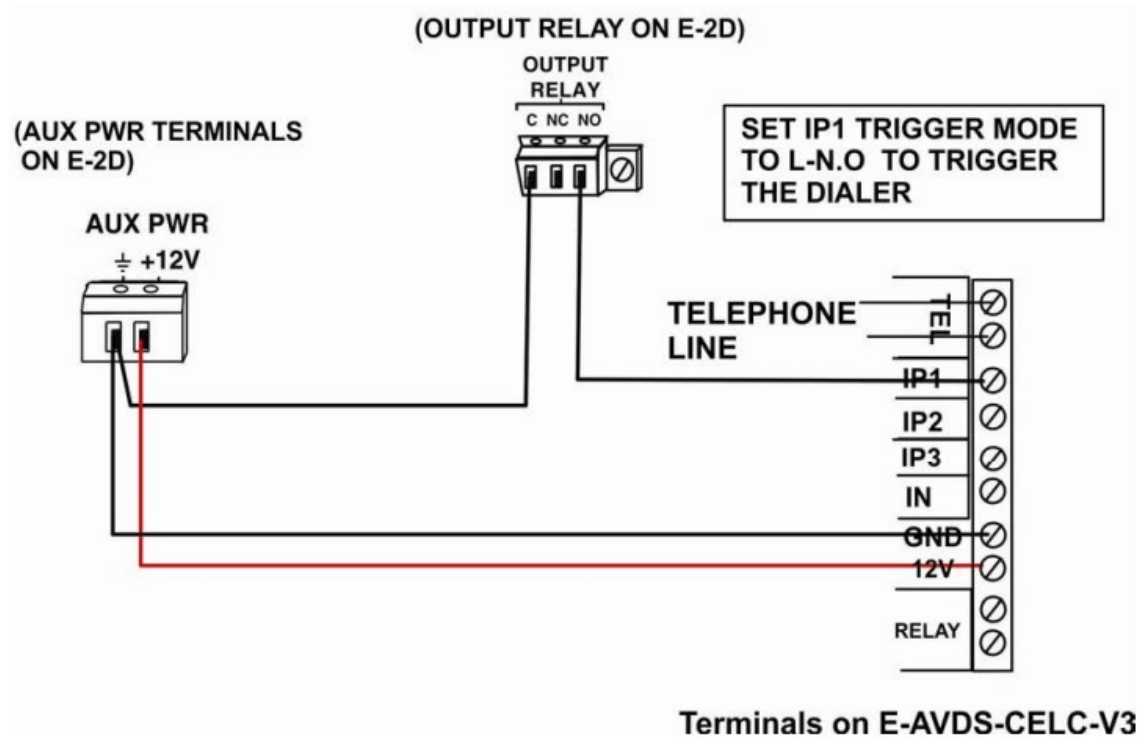 (OUTPUT RELAY ON E-2D)
OUTPUT
RELAY
C NC NO
(AUX PWR TERMINALS
ON E-2D)
AUX PWR
+12V
SET IP1 TRIGGER MODE
TO L-N.O TO TRIGGER
THE DIALER
TELEPHONE
LINE
TEL
IP1
IP2
IP3
IN
GND
12V
RELAY
Terminals on E-AVDS-CELC-V3